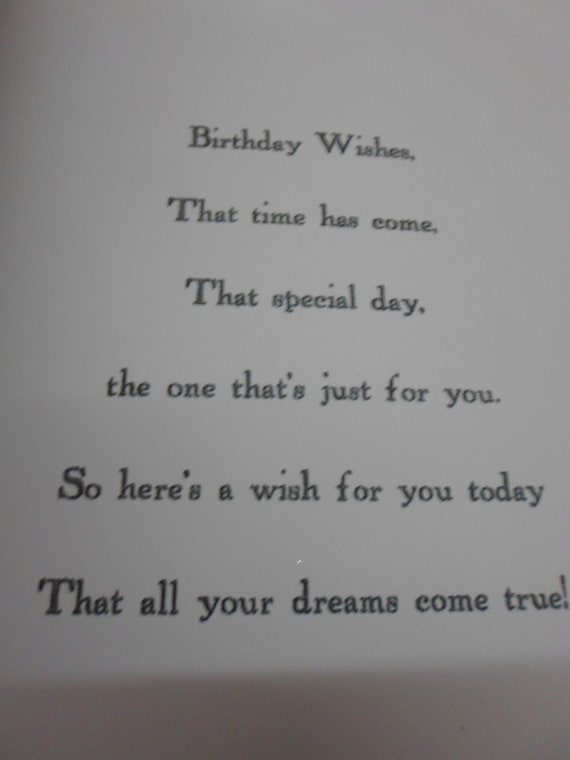 Birthday Wishes,
That time has come,
That special day,
the one that's just for you.
So here's a wish for you today
That all your dreams come true!